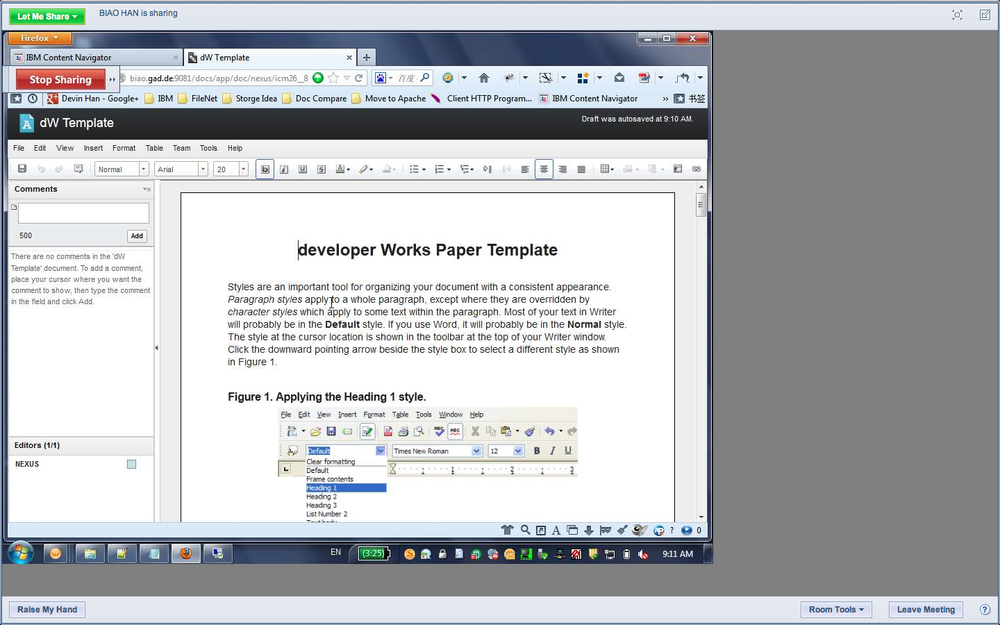 Let Me Share
BIAO HAN is sharing
Firefox
IBM Content Navigator
dW Template
Stop Sharing
biao.gad.de:9081/docs/app/doc/nexus/icm26__8
百度
Devin Han - Google+
IBM
FileNet
Storge Idea
Doc Compare
Move to Apache
Client HTTP Program...
IBM Content Navigator
»
书签
dW Template
Draft was autosaved at 9:10 AM.
File Edit View Insert Format Table Team Tools Help
Normal
Arial
20
Comments
500
Add
There are no comments in the 'dW
Template' document. To add a comment,
place your cursor where you want the
comment to show, then type the comment
in the field and click Add.
Editors (1/1)
NEXUS
developer Works Paper Template
Styles are an important tool for organizing your document with a consistent appearance.
Paragraph styles apply to a whole paragraph, except where they are overridden by
character styles which apply to some text within the paragraph. Most of your text in Writer
will probably be in the Default style. If you use Word, it will probably be in the Normal style.
The style at the cursor location is shown in the toolbar at the top of your Writer window.
Click the downward pointing arrow beside the style box to select a different style as shown
in Figure 1.
Figure 1. Applying the Heading 1 style.
File Edit View Insert Format Table Tools Window Help
Default
Times New Roman
12
B I U
Clear formatting
Default
Frame contents
Heading 1
Heading 2
Heading 3
List Number 2
1 2 3
? 0
EN
(3:25)
9:11 AM
Raise My Hand
Room Tools
Leave Meeting
?